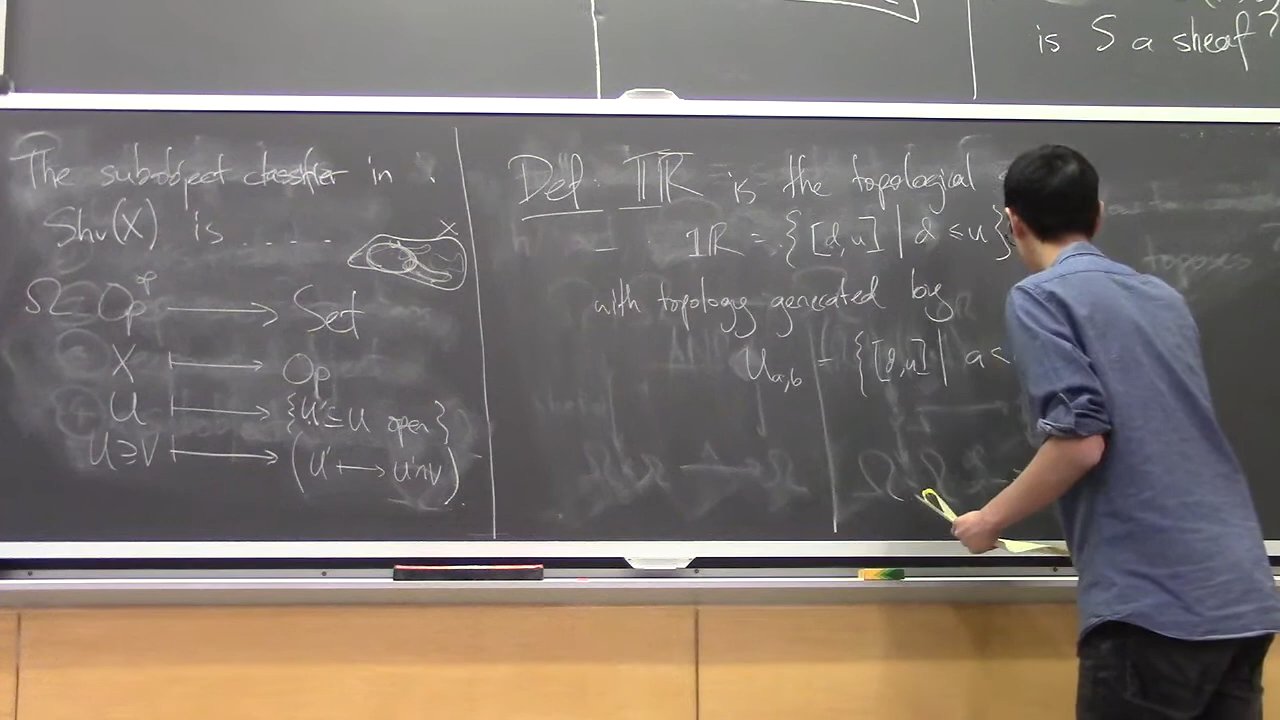 is S a sheaf?
The subobject classifier in
Shv(X) is .....
X
Ω : Op^op ⟶ Set
X ⟼ Op
U ⟼ {U' ⊆ U open}
U ⊇ V ⟼ (U' ⟼ U'∩V)
Def: 𝕀ℝ is the topological
𝕀ℝ = {[d,u] | d ≤ u}
with topology generated by
U_{a,b} = {[d,u] | a <
toposes